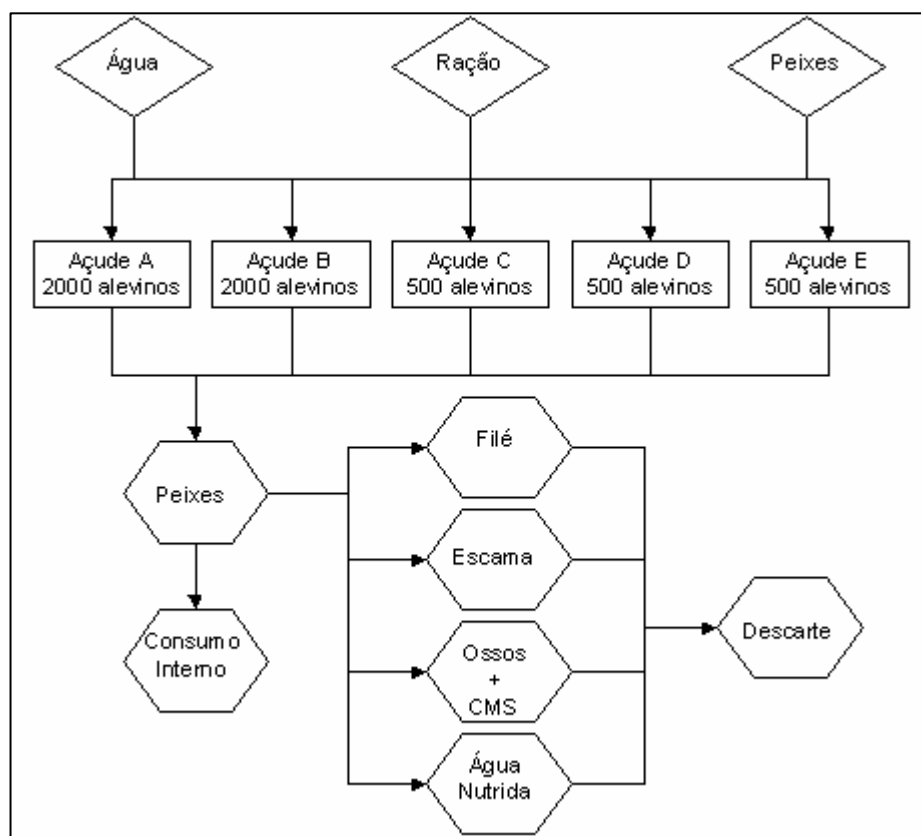 Água
Ração
Peixes
Açude A
2000 alevinos
Açude B
2000 alevinos
Açude C
500 alevinos
Açude D
500 alevinos
Açude E
500 alevinos
Peixes
Filé
Escama
Consumo
Interno
Ossos
+
CMS
Descarte
Água
Nutrida